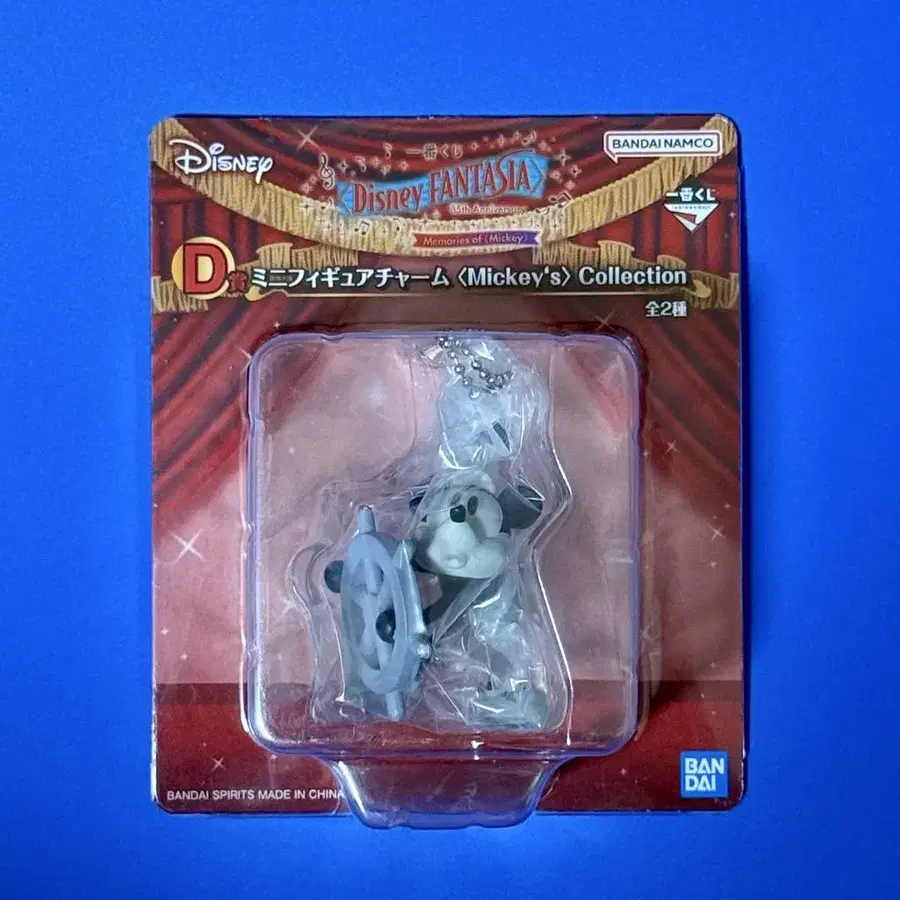 Disney
一番くじ
BANDAI NAMCO
Disney FANTASIA
85th Anniversary
一番くじ
Memories of 〈Mickey〉
D賞 ミニフィギュアチャーム 〈Mickey's〉 Collection
全2種
BANDAI SPIRITS MADE IN CHINA
BAN
DAI